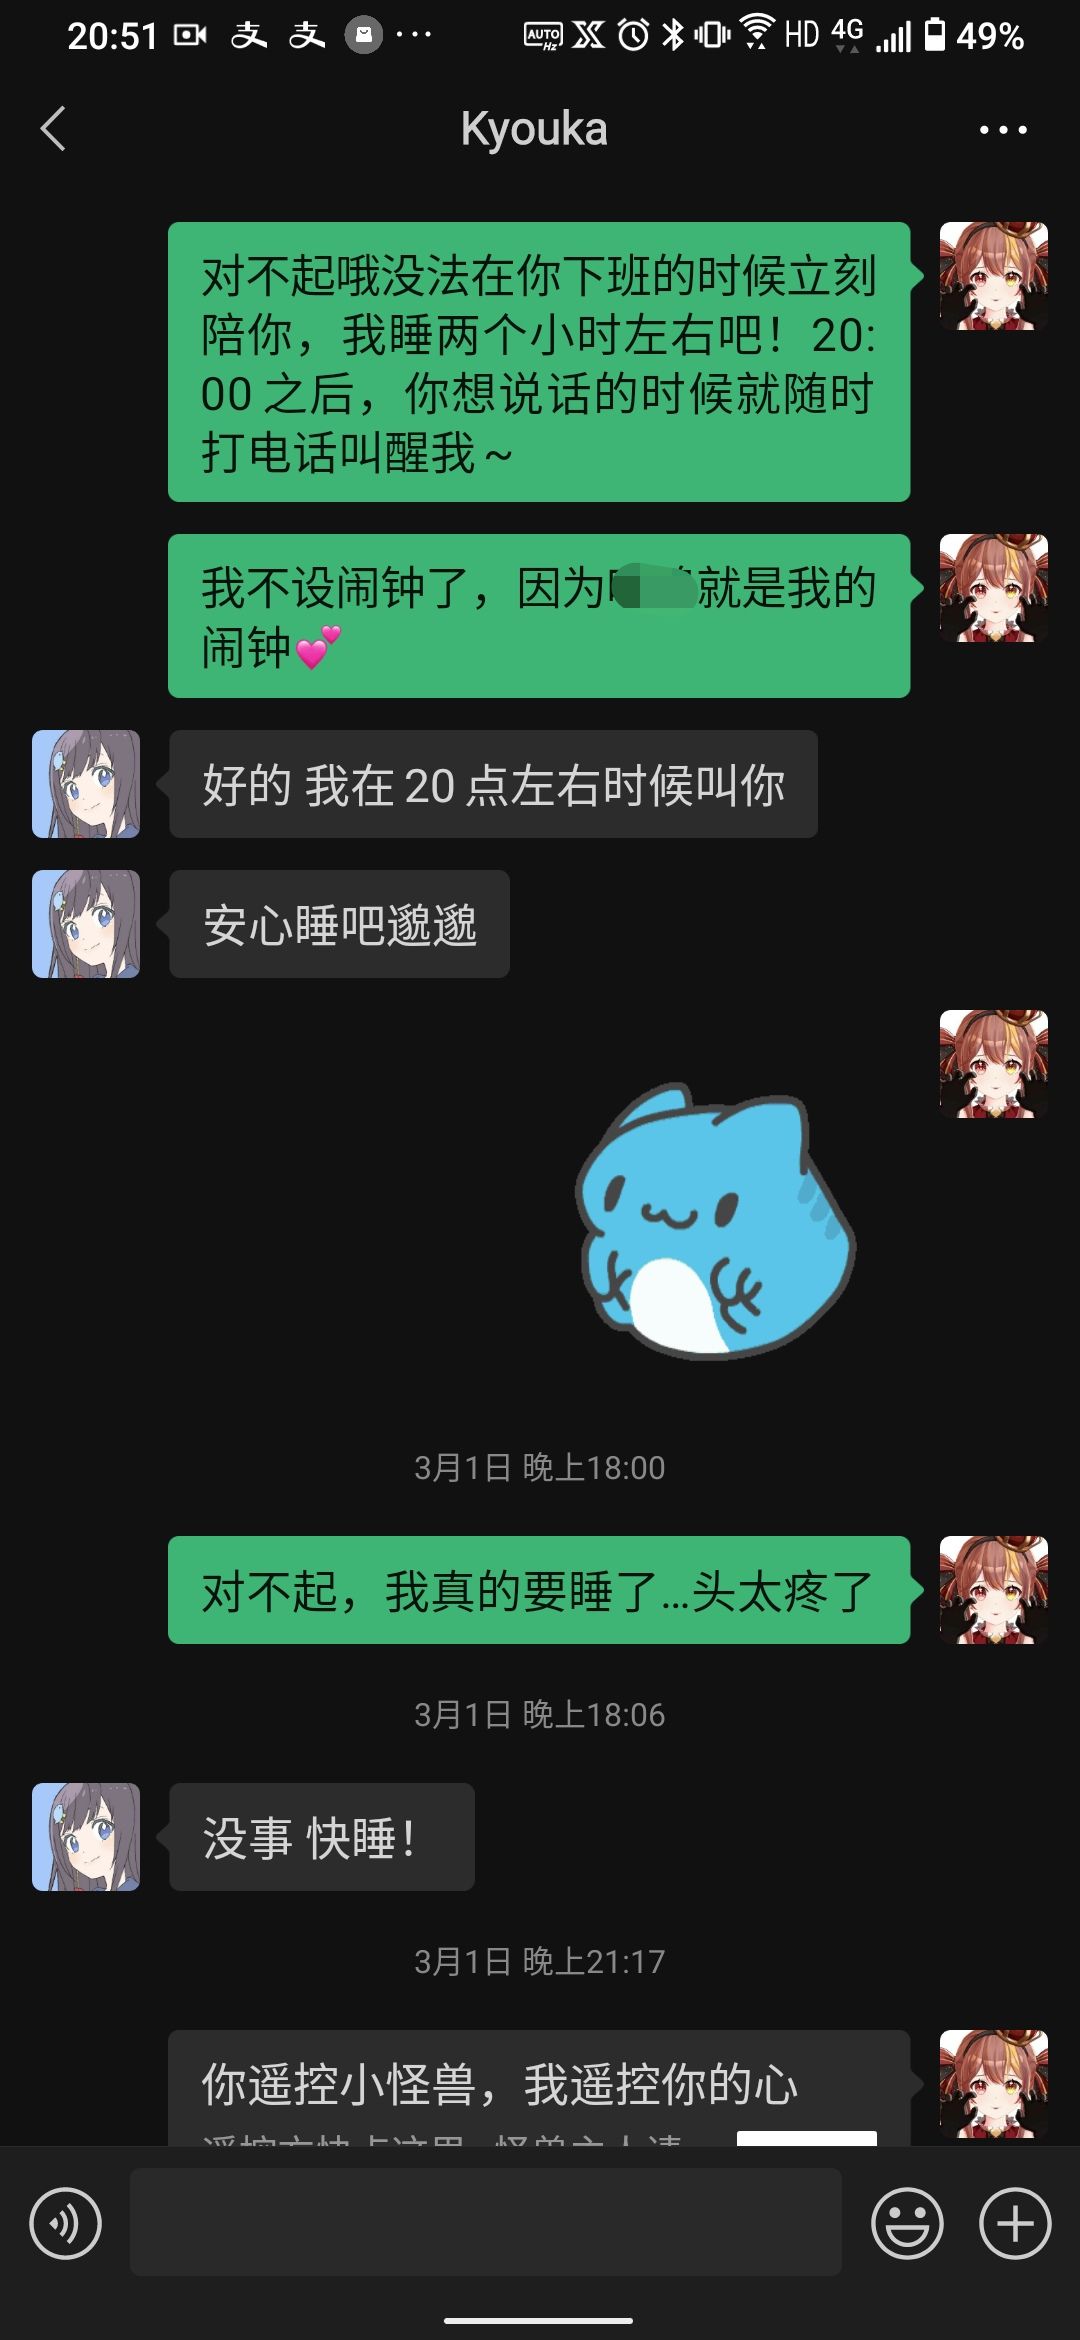 20:51 支 支 AUTO Hz HD 4G 49%
Kyouka
对不起哦没法在你下班的时候立刻
陪你，我睡两个小时左右吧！20:
00 之后，你想说话的时候就随时
打电话叫醒我~
我不设闹钟了，因为就是我的
闹钟💕
好的 我在 20 点左右时候叫你
安心睡吧邈邈
3月1日 晚上18:00
对不起，我真的要睡了...头太疼了
3月1日 晚上18:06
没事 快睡！
3月1日 晚上21:17
你遥控小怪兽，我遥控你的心